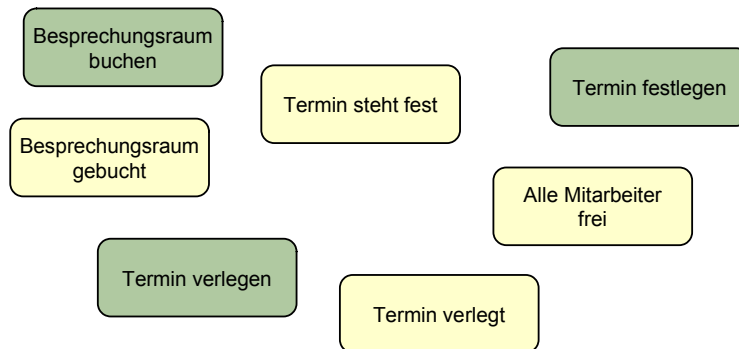 Besprechungsraum
buchen
Termin steht fest
Termin festlegen
Besprechungsraum
gebucht
Alle Mitarbeiter
frei
Termin verlegen
Termin verlegt